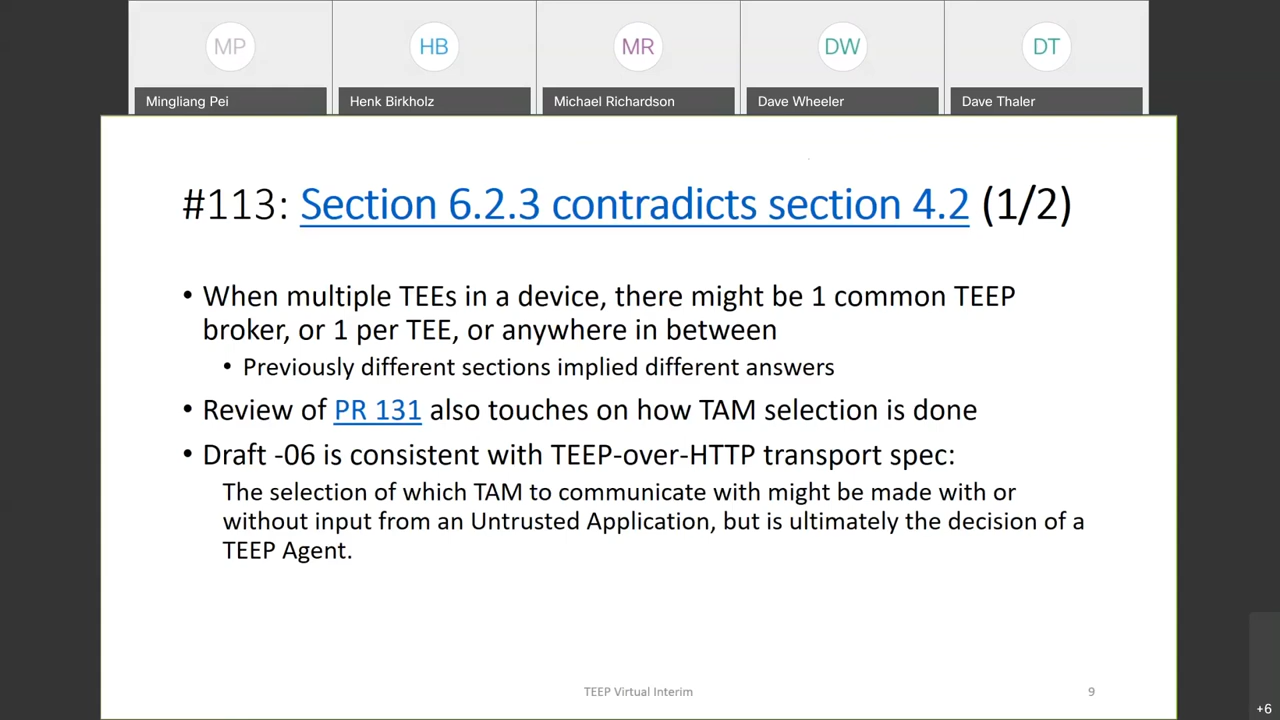 MP
HB
MR
DW
DT
Mingliang Pei
Henk Birkholz
Michael Richardson
Dave Wheeler
Dave Thaler
#113: Section 6.2.3 contradicts section 4.2 (1/2)
• When multiple TEEs in a device, there might be 1 common TEEP
broker, or 1 per TEE, or anywhere in between
• Previously different sections implied different answers
• Review of PR 131 also touches on how TAM selection is done
• Draft -06 is consistent with TEEP-over-HTTP transport spec:
The selection of which TAM to communicate with might be made with or
without input from an Untrusted Application, but is ultimately the decision of a
TEEP Agent.
TEEP Virtual Interim
9
+6